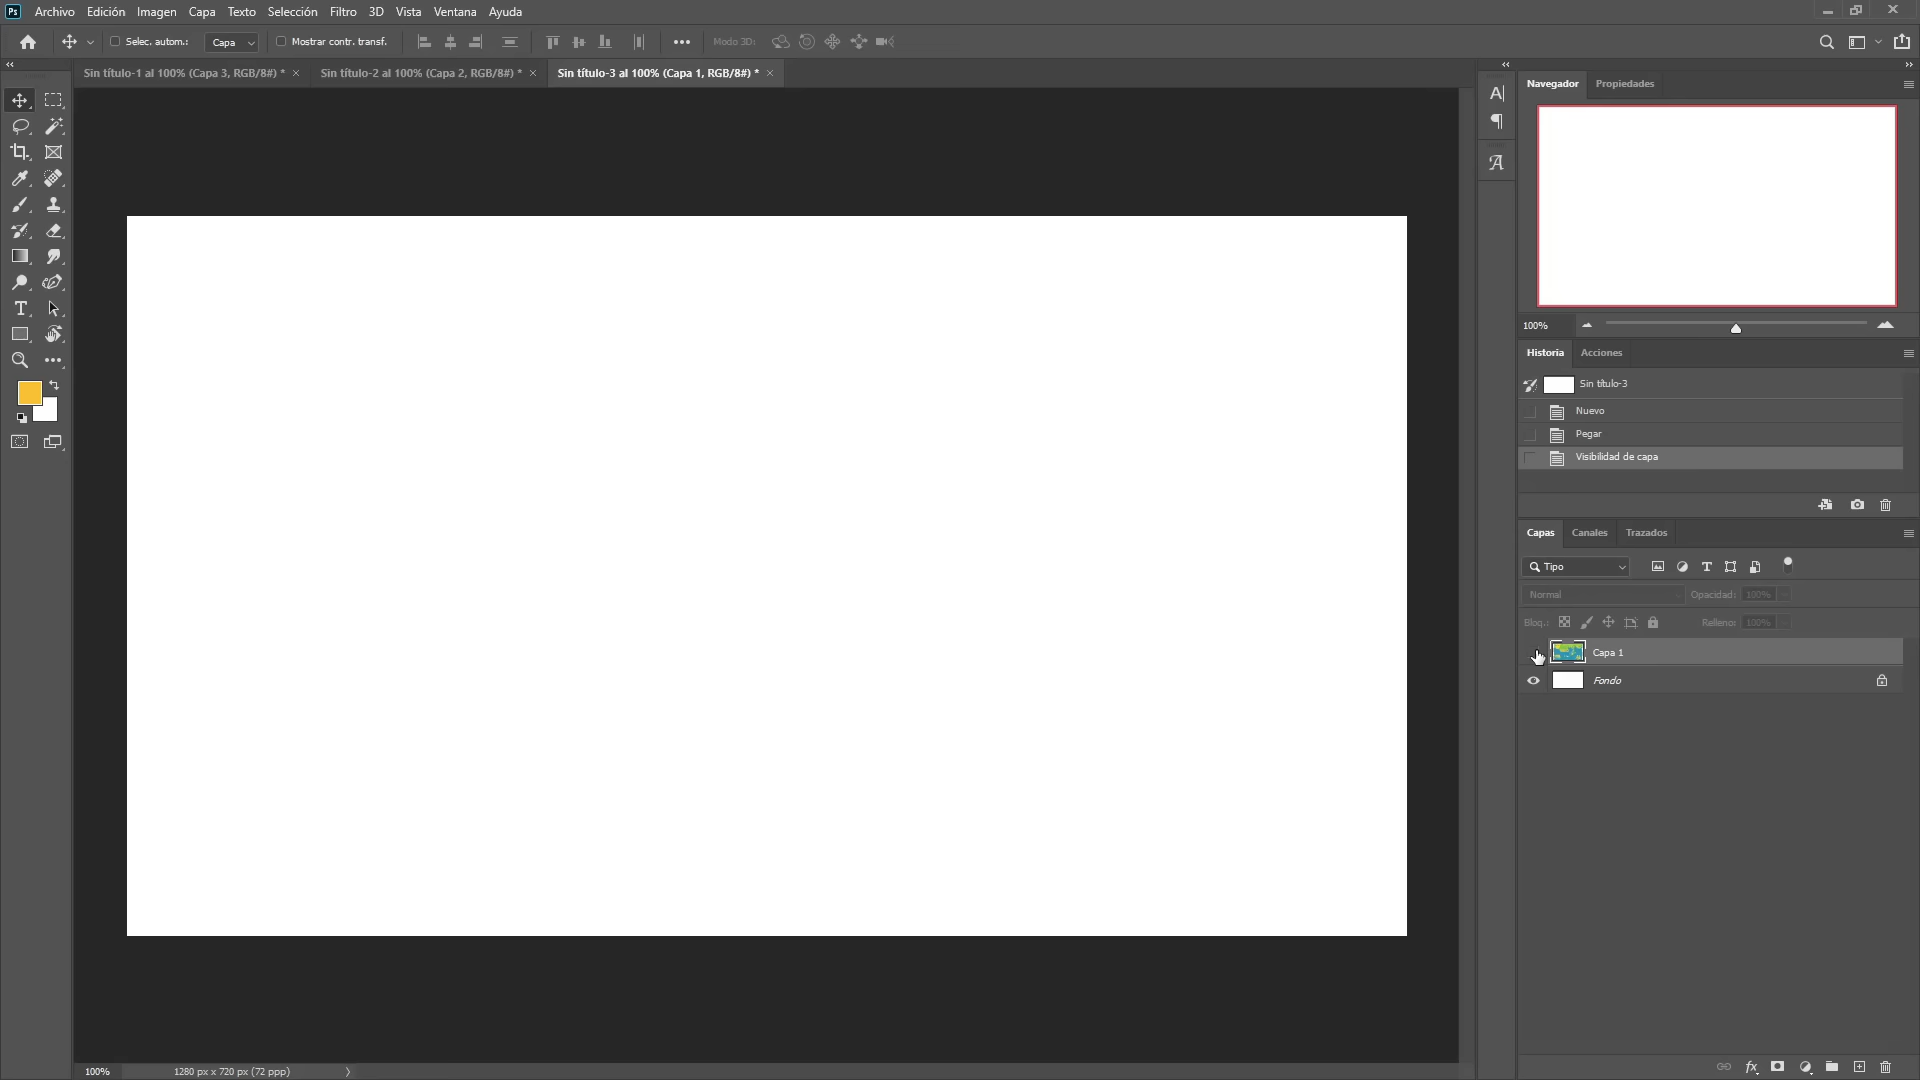 Ps Archivo Edición Imagen Capa Texto Selección Filtro 3D Vista Ventana Ayuda
Selec. autom.: Capa Mostrar contr. transf. Modo 3D:
Sin título-1 al 100% (Capa 3, RGB/8#) * × Sin título-2 al 100% (Capa 2, RGB/8#) * × Sin título-3 al 100% (Capa 1, RGB/8#) * ×
Navegador Propiedades
100%
Historia Acciones
Sin título-3
Nuevo
Pegar
Visibilidad de capa
Capas Canales Trazados
Tipo
Normal Opacidad: 100%
Bloq.: Relleno: 100%
Capa 1
Fondo
100% 1280 px x 720 px (72 ppp)